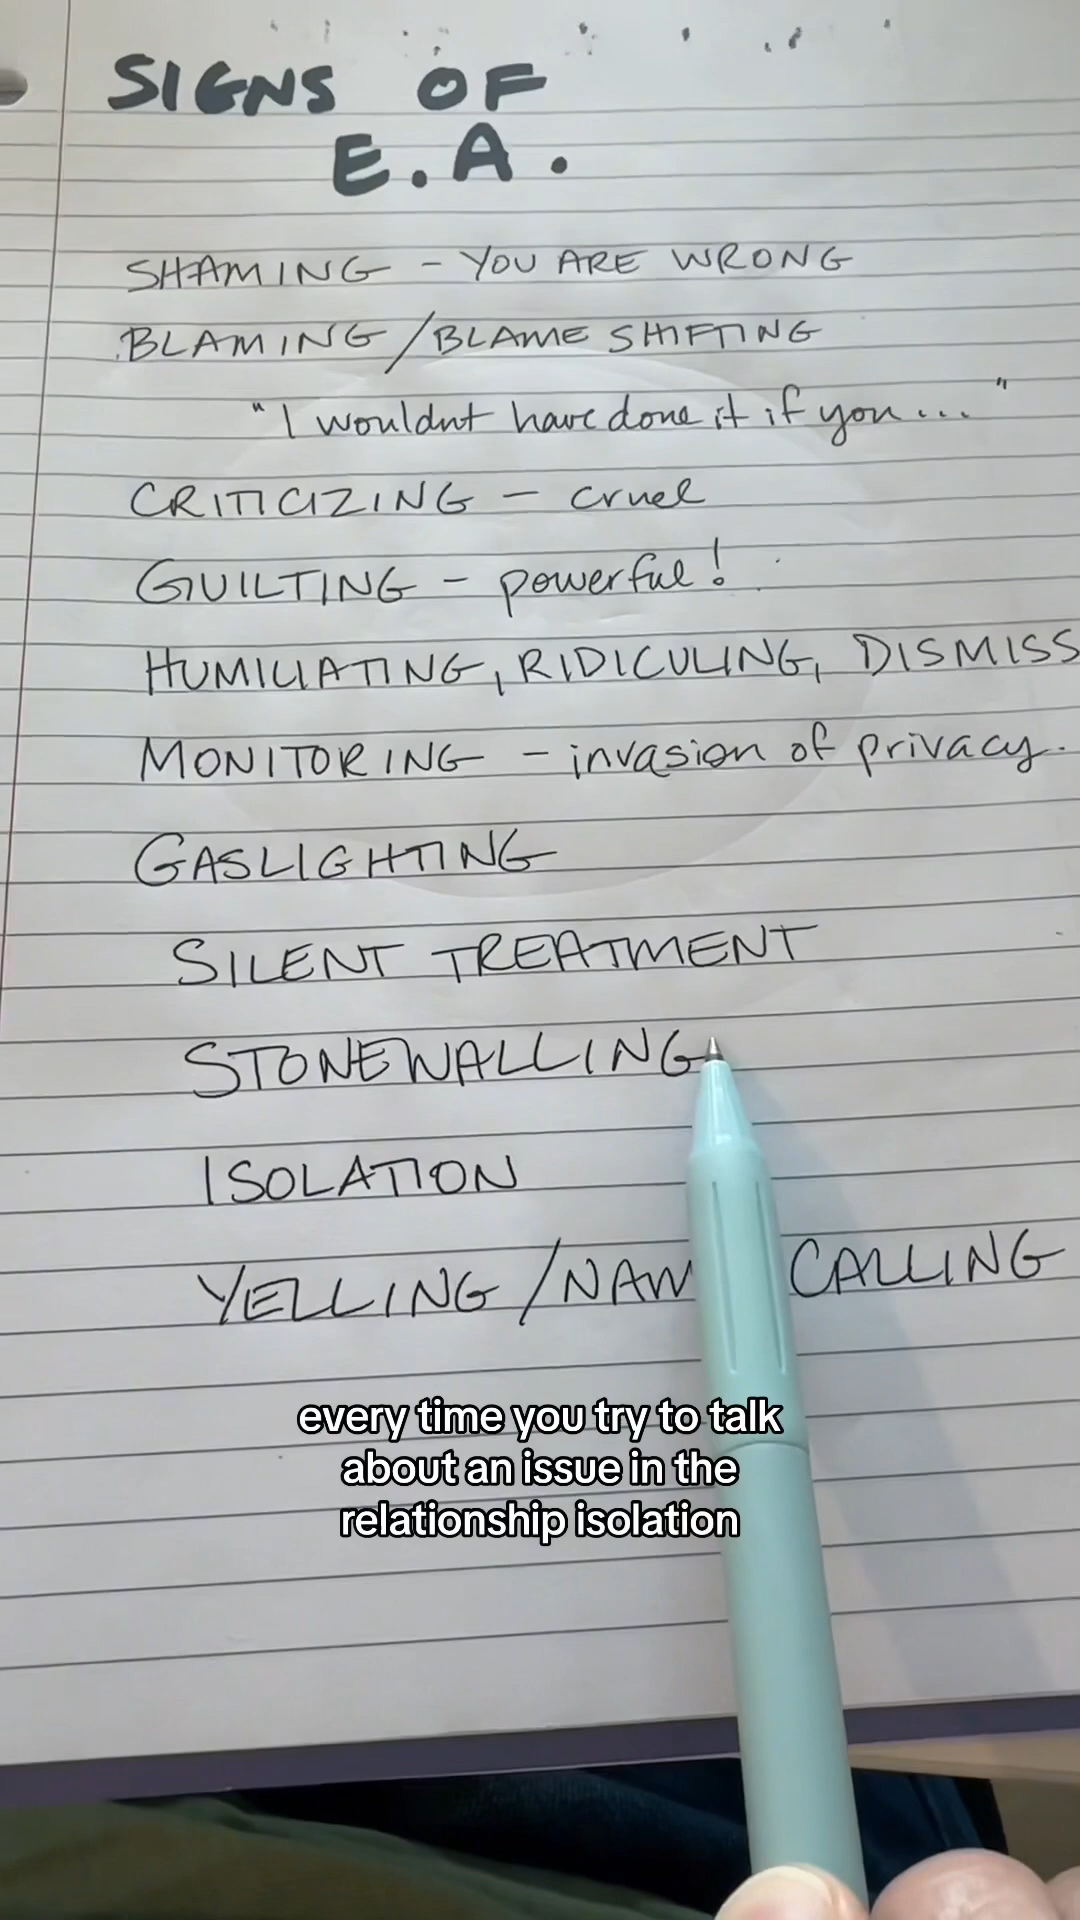 SIGNS OF
E.A.
SHAMING - YOU ARE WRONG
BLAMING/BLAME SHIFTING
"I wouldnt have done it if you..."
CRITICIZING - cruel
GUILTING - powerful!
HUMILIATING, RIDICULING, DISMISS
MONITORING - invasion of privacy.
GASLIGHTING
SILENT TREATMENT
STONEWALLING
ISOLATION
YELLING/NAM CALLING
every time you try to talk
about an issue in the
relationship isolation